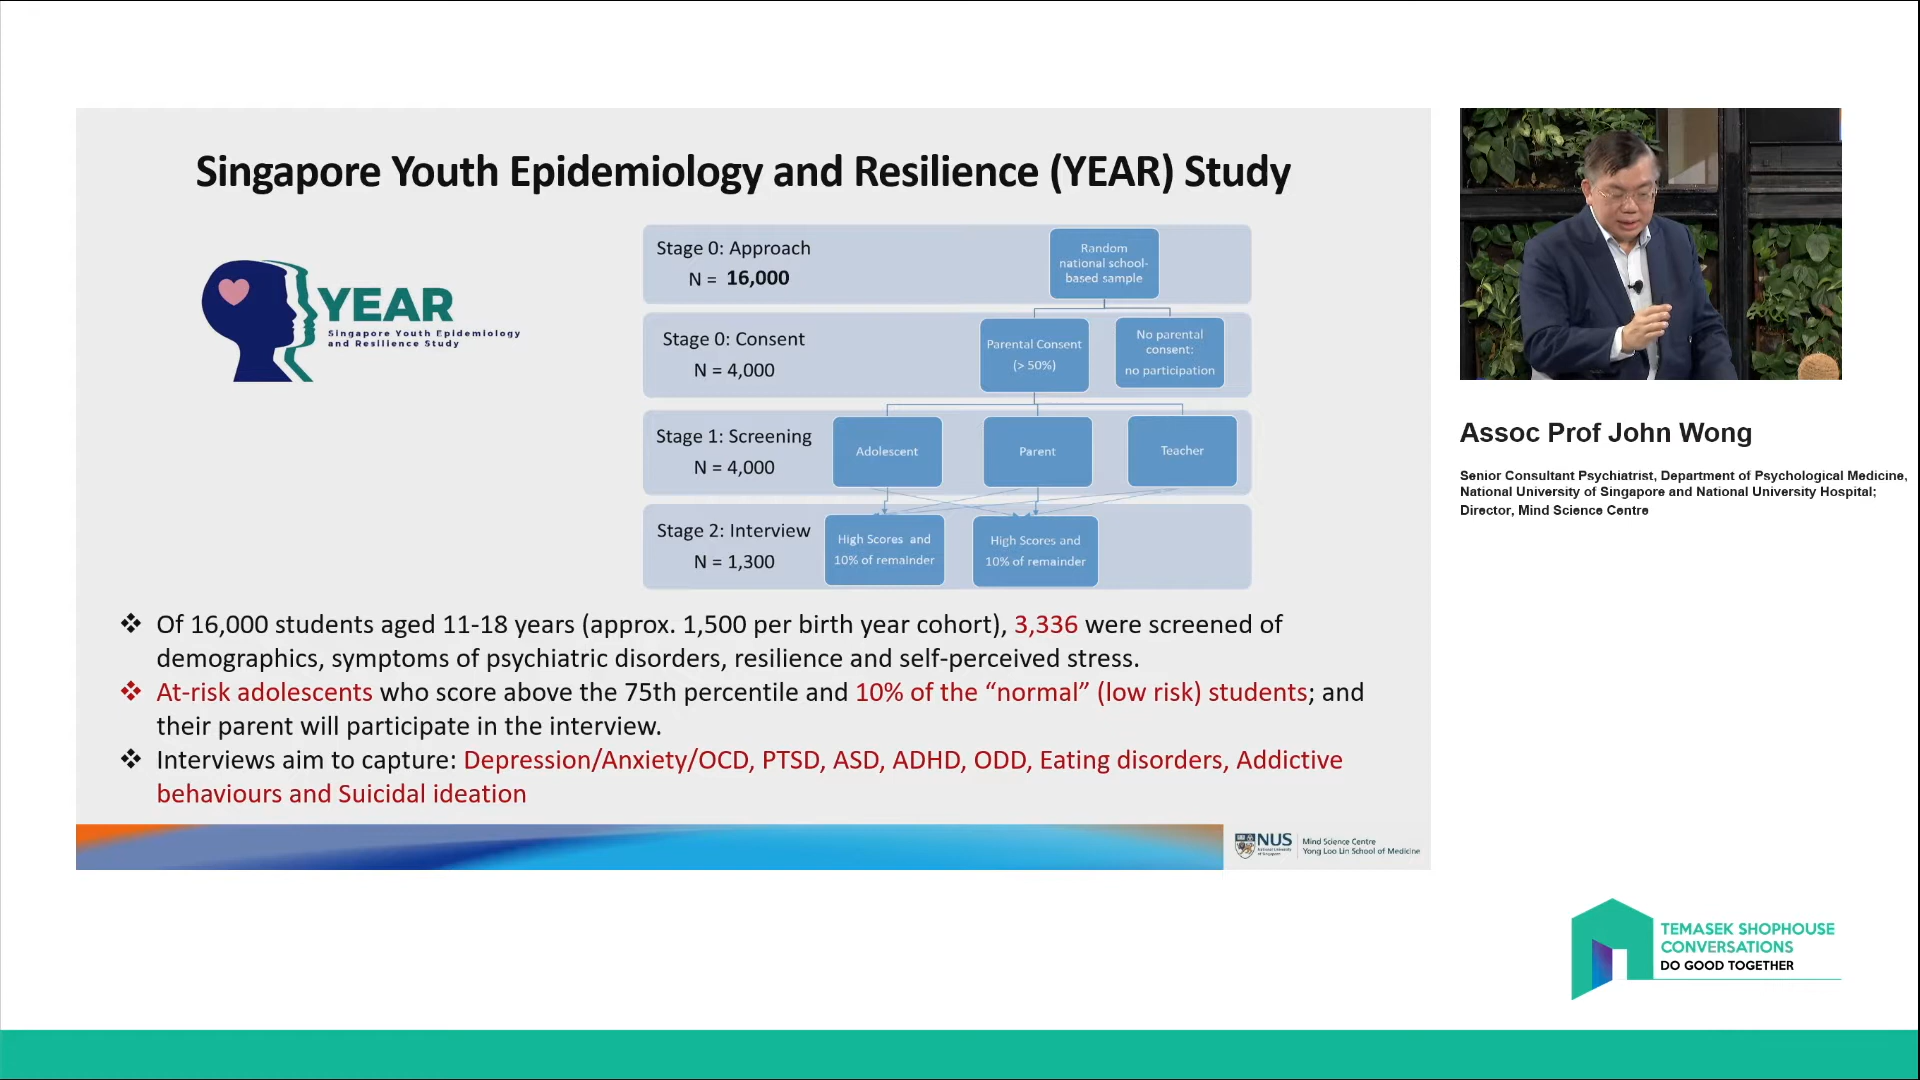 Singapore Youth Epidemiology and Resilience (YEAR) Study
YEAR
Singapore Youth Epidemiology
and Resilience Study
Stage 0: Approach
N = 16,000
Random
national school-
based sample
Stage 0: Consent
N = 4,000
Parental Consent
(> 50%)
No parental
consent:
no participation
Stage 1: Screening
N = 4,000
Adolescent
Parent
Teacher
Stage 2: Interview
N = 1,300
High Scores and
10% of remainder
High Scores and
10% of remainder
❖ Of 16,000 students aged 11-18 years (approx. 1,500 per birth year cohort), 3,336 were screened of
demographics, symptoms of psychiatric disorders, resilience and self-perceived stress.
❖ At-risk adolescents who score above the 75th percentile and 10% of the “normal” (low risk) students; and
their parent will participate in the interview.
❖ Interviews aim to capture: Depression/Anxiety/OCD, PTSD, ASD, ADHD, ODD, Eating disorders, Addictive
behaviours and Suicidal ideation
NUS
National University
of Singapore
Mind Science Centre
Yong Loo Lin School of Medicine
Assoc Prof John Wong
Senior Consultant Psychiatrist, Department of Psychological Medicine,
National University of Singapore and National University Hospital;
Director, Mind Science Centre
TEMASEK SHOPHOUSE
CONVERSATIONS
DO GOOD TOGETHER